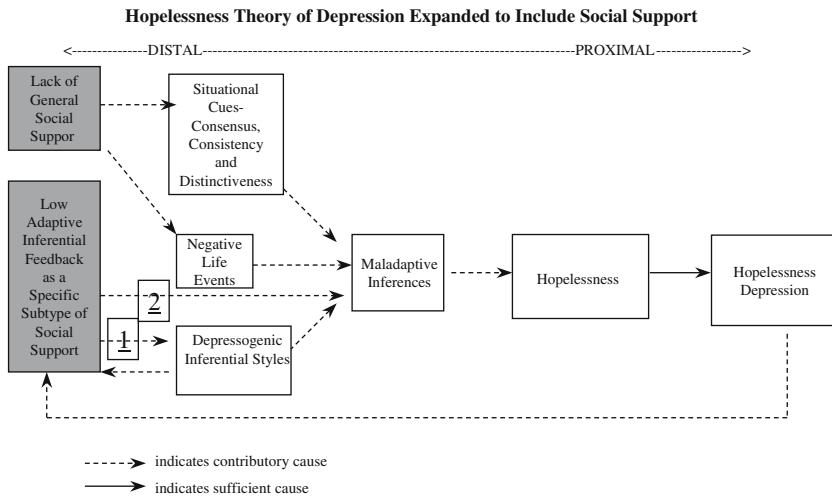 Hopelessness Theory of Depression Expanded to Include Social Support
<---------------DISTAL---------------------------------------------------PROXIMAL---------------->
Lack of
General
Social
Suppor
Situational
Cues-
Consensus,
Consistency
and
Distinctiveness
Low
Adaptive
Inferential
Feedback
as a
Specific
Subtype of
Social
Support
Negative
Life
Events
2
1
Depressogenic
Inferential Styles
Maladaptive
Inferences
Hopelessness
Hopelessness
Depression
indicates contributory cause
indicates sufficient cause